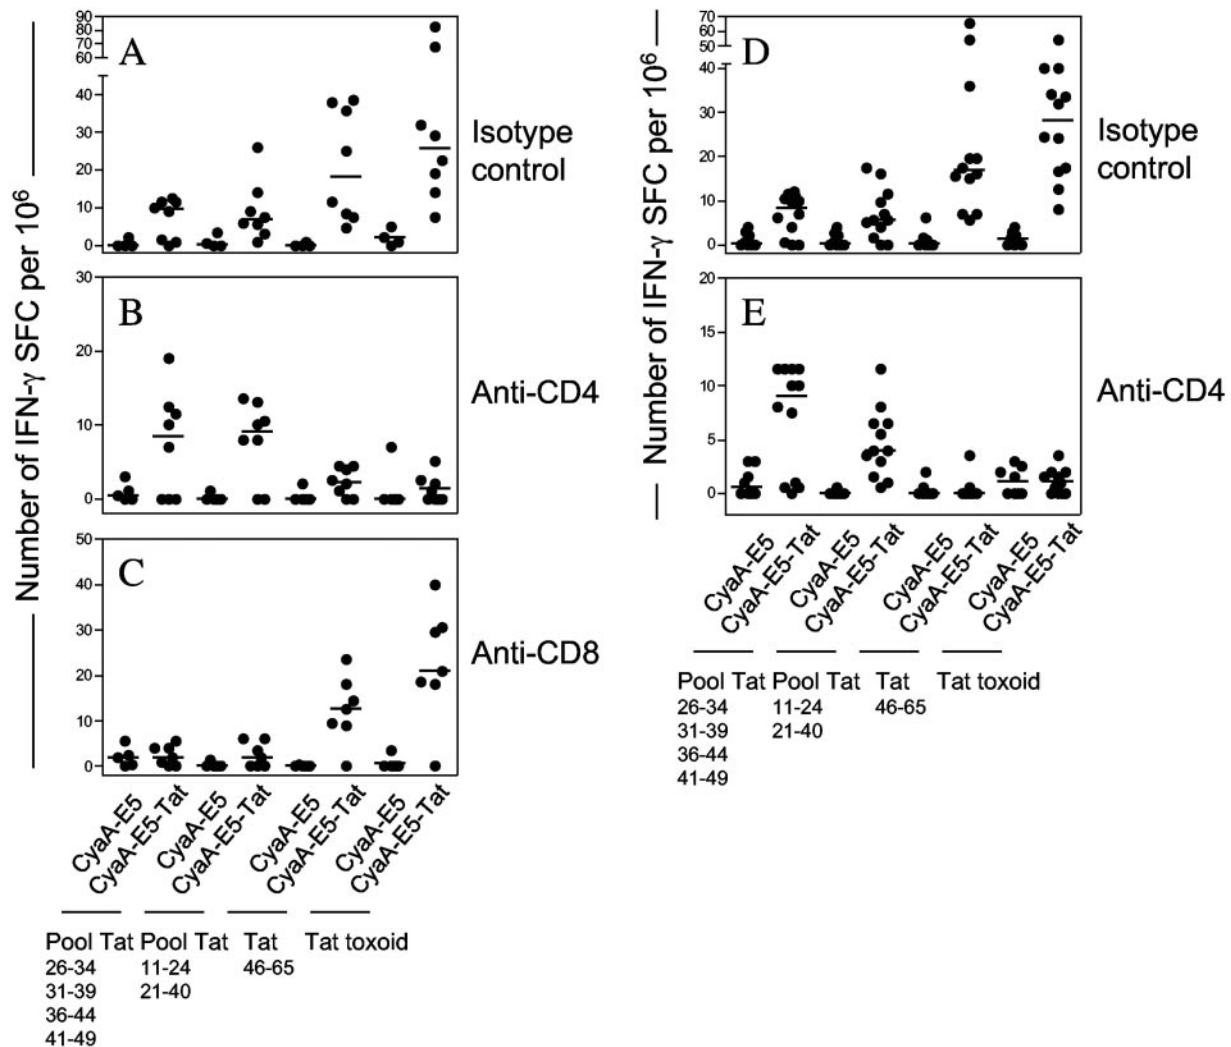 Number of IFN-γ SFC per 10⁶
A
90
80
70
60
40
30
20
10
0
Isotype
control
B
30
20
10
0
Anti-CD4
C
50
40
30
20
10
0
Anti-CD8
CyaA-E5
CyaA-E5-Tat
CyaA-E5
CyaA-E5-Tat
CyaA-E5
CyaA-E5-Tat
CyaA-E5
CyaA-E5-Tat
Pool Tat Pool Tat Tat Tat toxoid
26-34 11-24 46-65
31-39 21-40
36-44
41-49
Number of IFN-γ SFC per 10⁶
D
70
60
50
40
30
20
10
0
Isotype
control
E
20
15
10
5
0
Anti-CD4
CyaA-E5
CyaA-E5-Tat
CyaA-E5
CyaA-E5-Tat
CyaA-E5
CyaA-E5-Tat
CyaA-E5
CyaA-E5-Tat
Pool Tat Pool Tat Tat Tat toxoid
26-34 11-24 46-65
31-39 21-40
36-44
41-49